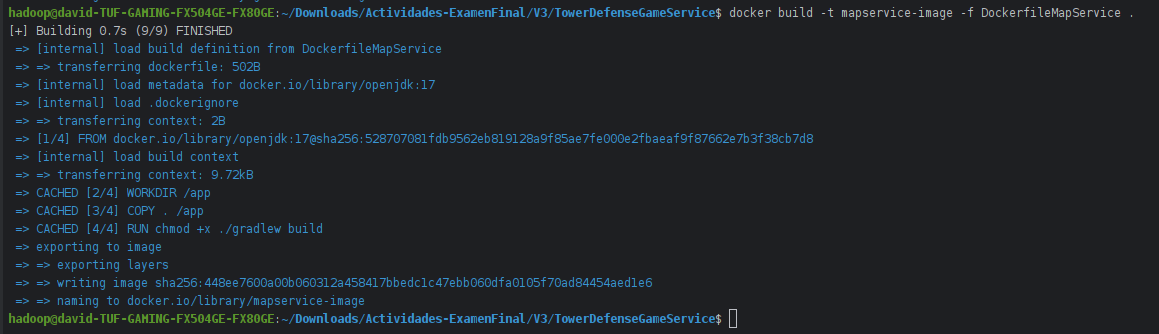 hadoop@david-TUF-GAMING-FX504GE-FX80GE:~/Downloads/Actividades-ExamenFinal/V3/TowerDefenseGameService$ docker build -t mapservice-image -f DockerfileMapService .
[+] Building 0.7s (9/9) FINISHED
=> [internal] load build definition from DockerfileMapService
=> => transferring dockerfile: 502B
=> [internal] load metadata for docker.io/library/openjdk:17
=> [internal] load .dockerignore
=> => transferring context: 2B
=> [1/4] FROM docker.io/library/openjdk:17@sha256:528707081fdb9562eb819128a9f85ae7fe000e2fbaeaf9f87662e7b3f38cb7d8
=> [internal] load build context
=> => transferring context: 9.72kB
=> CACHED [2/4] WORKDIR /app
=> CACHED [3/4] COPY . /app
=> CACHED [4/4] RUN chmod +x ./gradlew build
=> exporting to image
=> => exporting layers
=> => writing image sha256:448ee7600a00b060312a458417bbedc1c47ebb060dfa0105f70ad84454aed1e6
=> => naming to docker.io/library/mapservice-image
hadoop@david-TUF-GAMING-FX504GE-FX80GE:~/Downloads/Actividades-ExamenFinal/V3/TowerDefenseGameService$